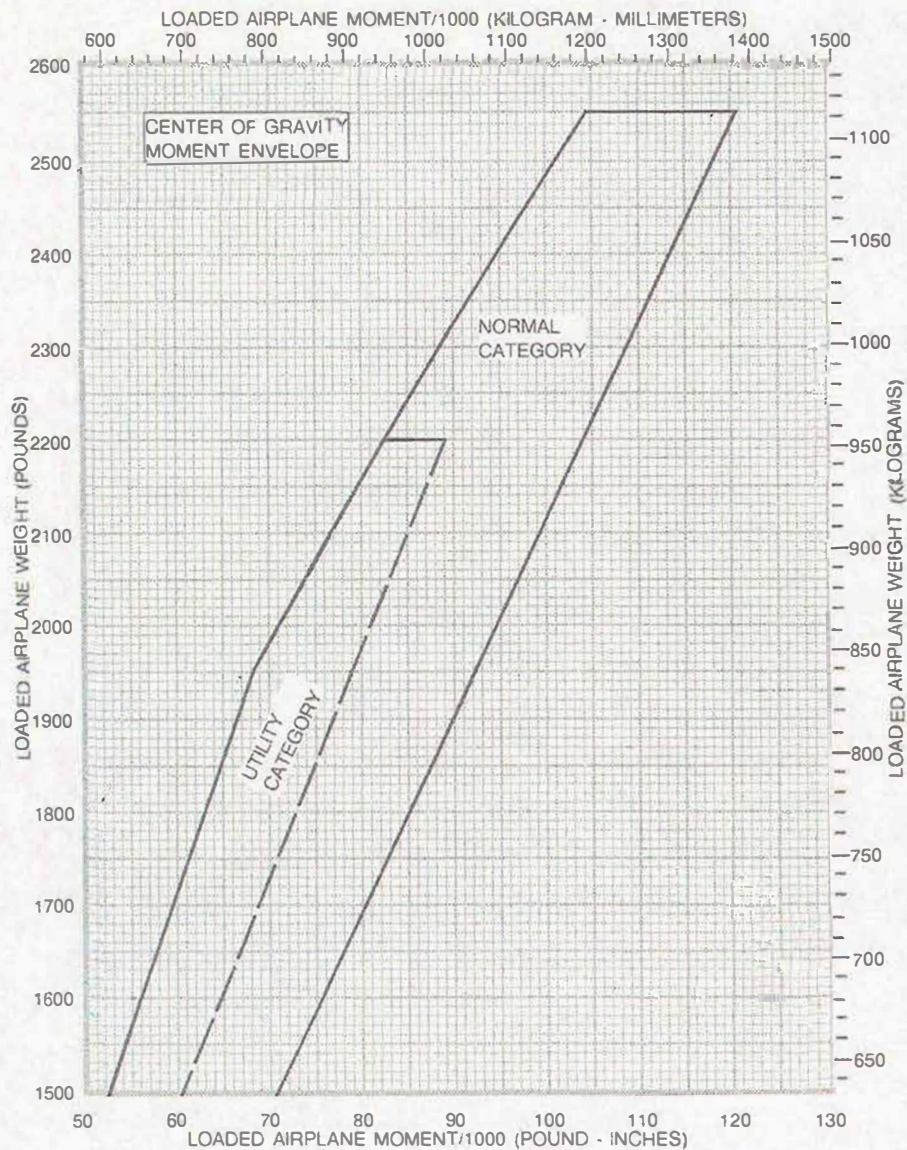 LOADED AIRPLANE MOMENT/1000 (KILOGRAM - MILLIMETERS)
600 700 800 900 1000 1100 1200 1300 1400 1500
CENTER OF GRAVITY
MOMENT ENVELOPE
NORMAL
CATEGORY
UTILITY
CATEGORY
LOADED AIRPLANE WEIGHT (POUNDS)
2600
2500
2400
2300
2200
2100
2000
1900
1800
1700
1600
1500
LOADED AIRPLANE WEIGHT (KILOGRAMS)
1100
1050
1000
950
900
850
800
750
700
650
50 60 70 80 90 100 110 120 130
LOADED AIRPLANE MOMENT/1000 (POUND - INCHES)